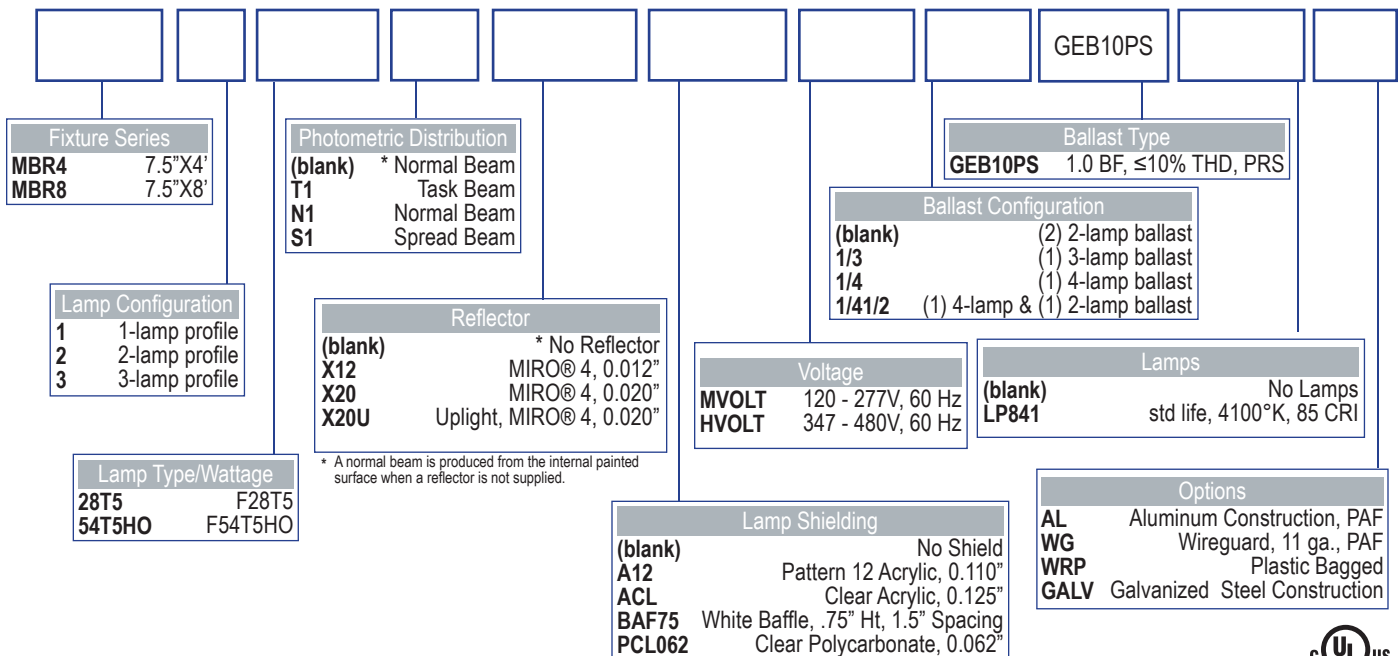 GEB10PS
Fixture Series
MBR4 7.5”X4’
MBR8 7.5”X8’
Photometric Distribution
(blank) * Normal Beam
T1 Task Beam
N1 Normal Beam
S1 Spread Beam
Ballast Type
GEB10PS 1.0 BF, ≤10% THD, PRS
Ballast Configuration
(blank) (2) 2-lamp ballast
1/3 (1) 3-lamp ballast
1/4 (1) 4-lamp ballast
1/41/2 (1) 4-lamp & (1) 2-lamp ballast
Lamp Configuration
1 1-lamp profile
2 2-lamp profile
3 3-lamp profile
Reflector
(blank) * No Reflector
X12 MIRO® 4, 0.012”
X20 MIRO® 4, 0.020”
X20U Uplight, MIRO® 4, 0.020”
* A normal beam is produced from the internal painted
surface when a reflector is not supplied.
Voltage
MVOLT 120 - 277V, 60 Hz
HVOLT 347 - 480V, 60 Hz
Lamps
(blank) No Lamps
LP841 std life, 4100°K, 85 CRI
Lamp Type/Wattage
28T5 F28T5
54T5HO F54T5HO
Lamp Shielding
(blank) No Shield
A12 Pattern 12 Acrylic, 0.110”
ACL Clear Acrylic, 0.125”
BAF75 White Baffle, .75” Ht, 1.5” Spacing
PCL062 Clear Polycarbonate, 0.062”
Options
AL Aluminum Construction, PAF
WG Wireguard, 11 ga., PAF
WRP Plastic Bagged
GALV Galvanized Steel Construction
c UL us